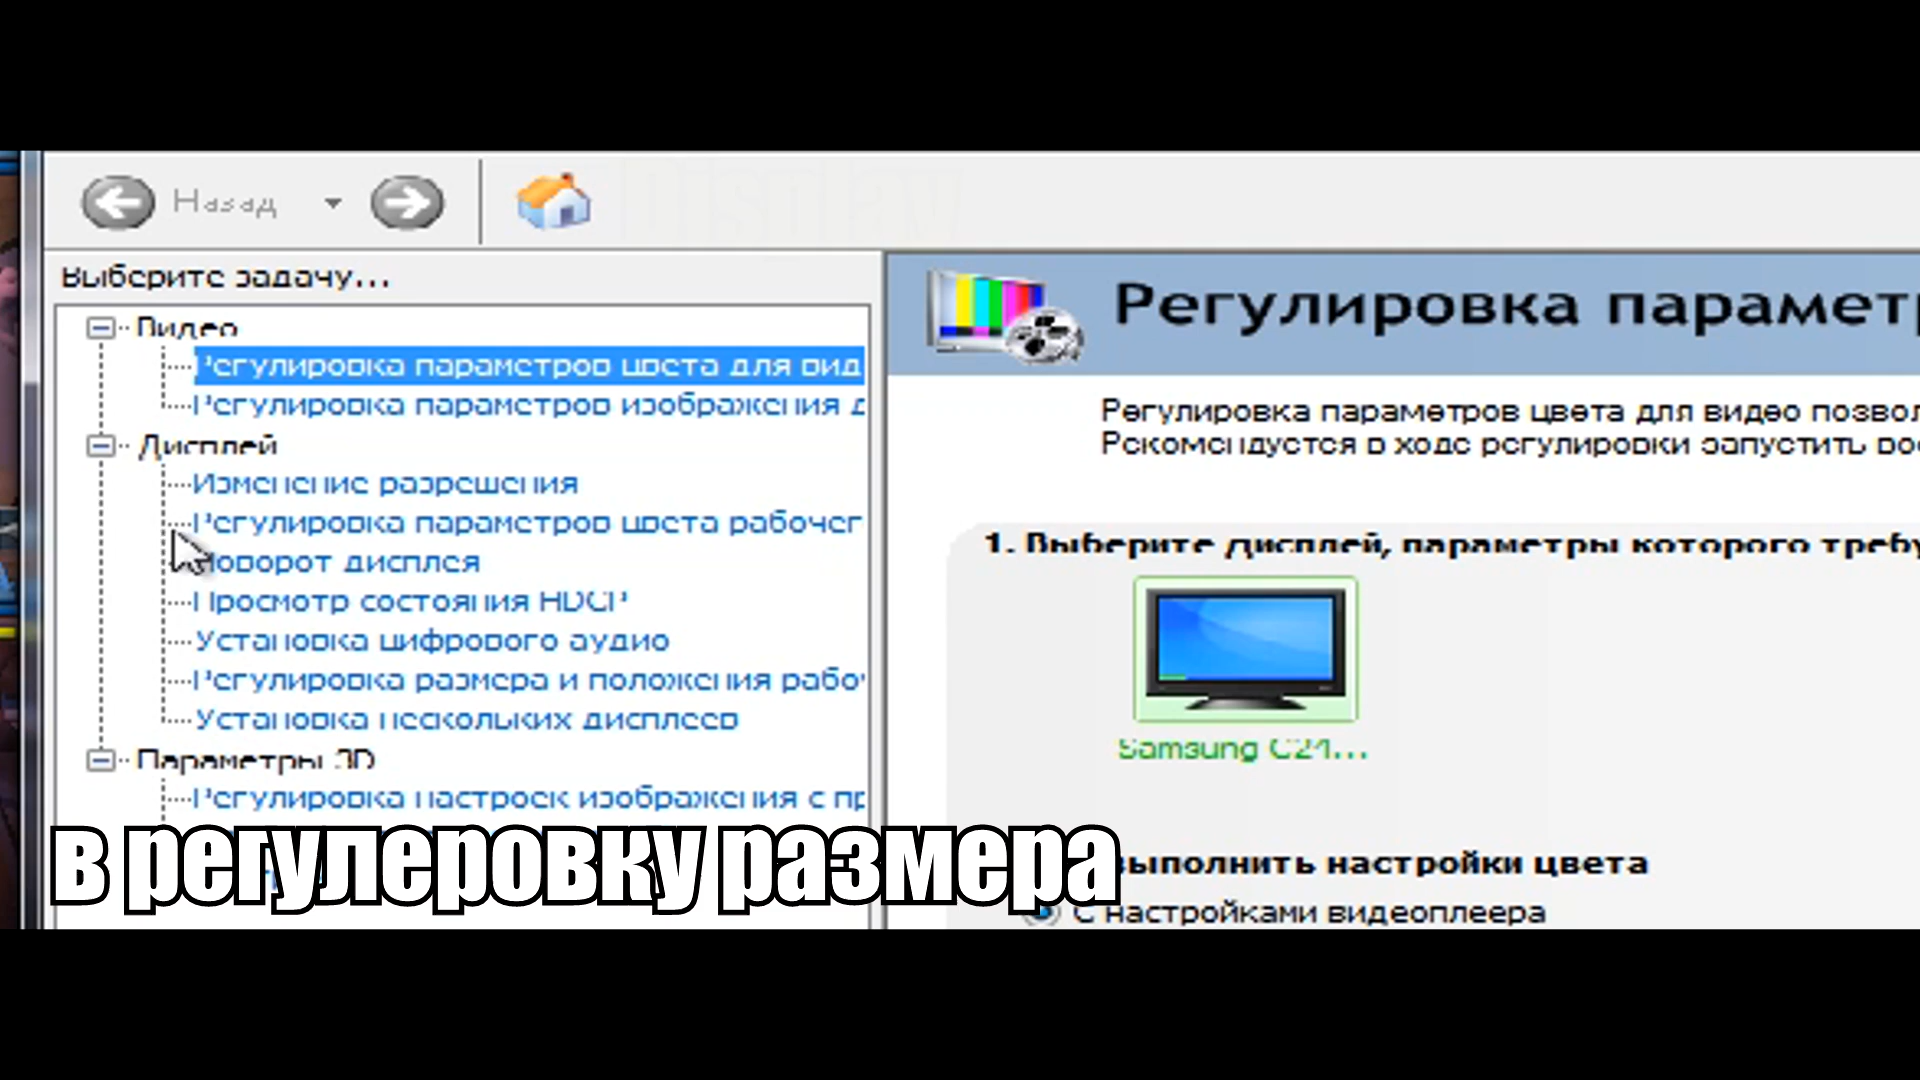 Назад
Выберите задачу...
Видео
Регулировка параметров цвета для вид
Регулировка параметров изображения д
Дисплей
Изменение разрешения
Регулировка параметров цвета рабочег
Поворот дисплея
Просмотр состояния HDCP
Установка цифрового аудио
Регулировка размера и положения рабо
Установка нескольких дисплеев
Параметры 3D
Регулировка настроек изображения с пр
в регулеровку размера
Регулировка параметр
Регулировка параметров цвета для видео позвол
Рекомендуется в ходе регулировки запустить вос
1. Выберите дисплей, параметры которого требу
Samsung C24...
выполнить настройки цвета
С настройками видеоплеера